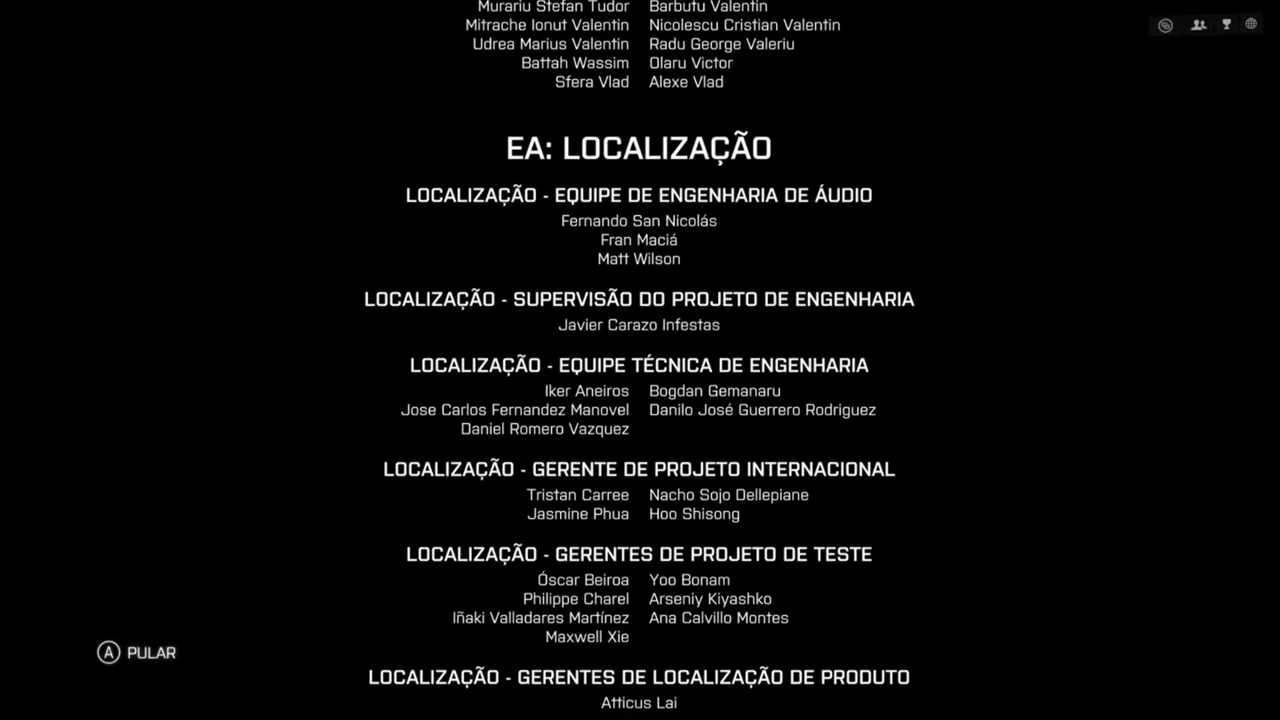 Murariu Stefan Tudor Barbutu Valentin
Mitrache Ionut Valentin Nicolescu Cristian Valentin
Udrea Marius Valentin Radu George Valeriu
Battah Wassim Olaru Victor
Sfera Vlad Alexe Vlad
EA: LOCALIZAÇÃO
LOCALIZAÇÃO - EQUIPE DE ENGENHARIA DE ÁUDIO
Fernando San Nicolás
Fran Maciá
Matt Wilson
LOCALIZAÇÃO - SUPERVISÃO DO PROJETO DE ENGENHARIA
Javier Carazo Infestas
LOCALIZAÇÃO - EQUIPE TÉCNICA DE ENGENHARIA
Iker Aneiros Bogdan Gemanaru
Jose Carlos Fernandez Manovel Danilo José Guerrero Rodriguez
Daniel Romero Vazquez
LOCALIZAÇÃO - GERENTE DE PROJETO INTERNACIONAL
Tristan Carree Nacho Sojo Dellepiane
Jasmine Phua Hoo Shisong
LOCALIZAÇÃO - GERENTES DE PROJETO DE TESTE
Óscar Beiroa Yoo Bonam
Philippe Charel Arseniy Kiyashko
Iñaki Valladares Martínez Ana Calvillo Montes
Maxwell Xie
A PULAR
LOCALIZAÇÃO - GERENTES DE LOCALIZAÇÃO DE PRODUTO
Atticus Lai